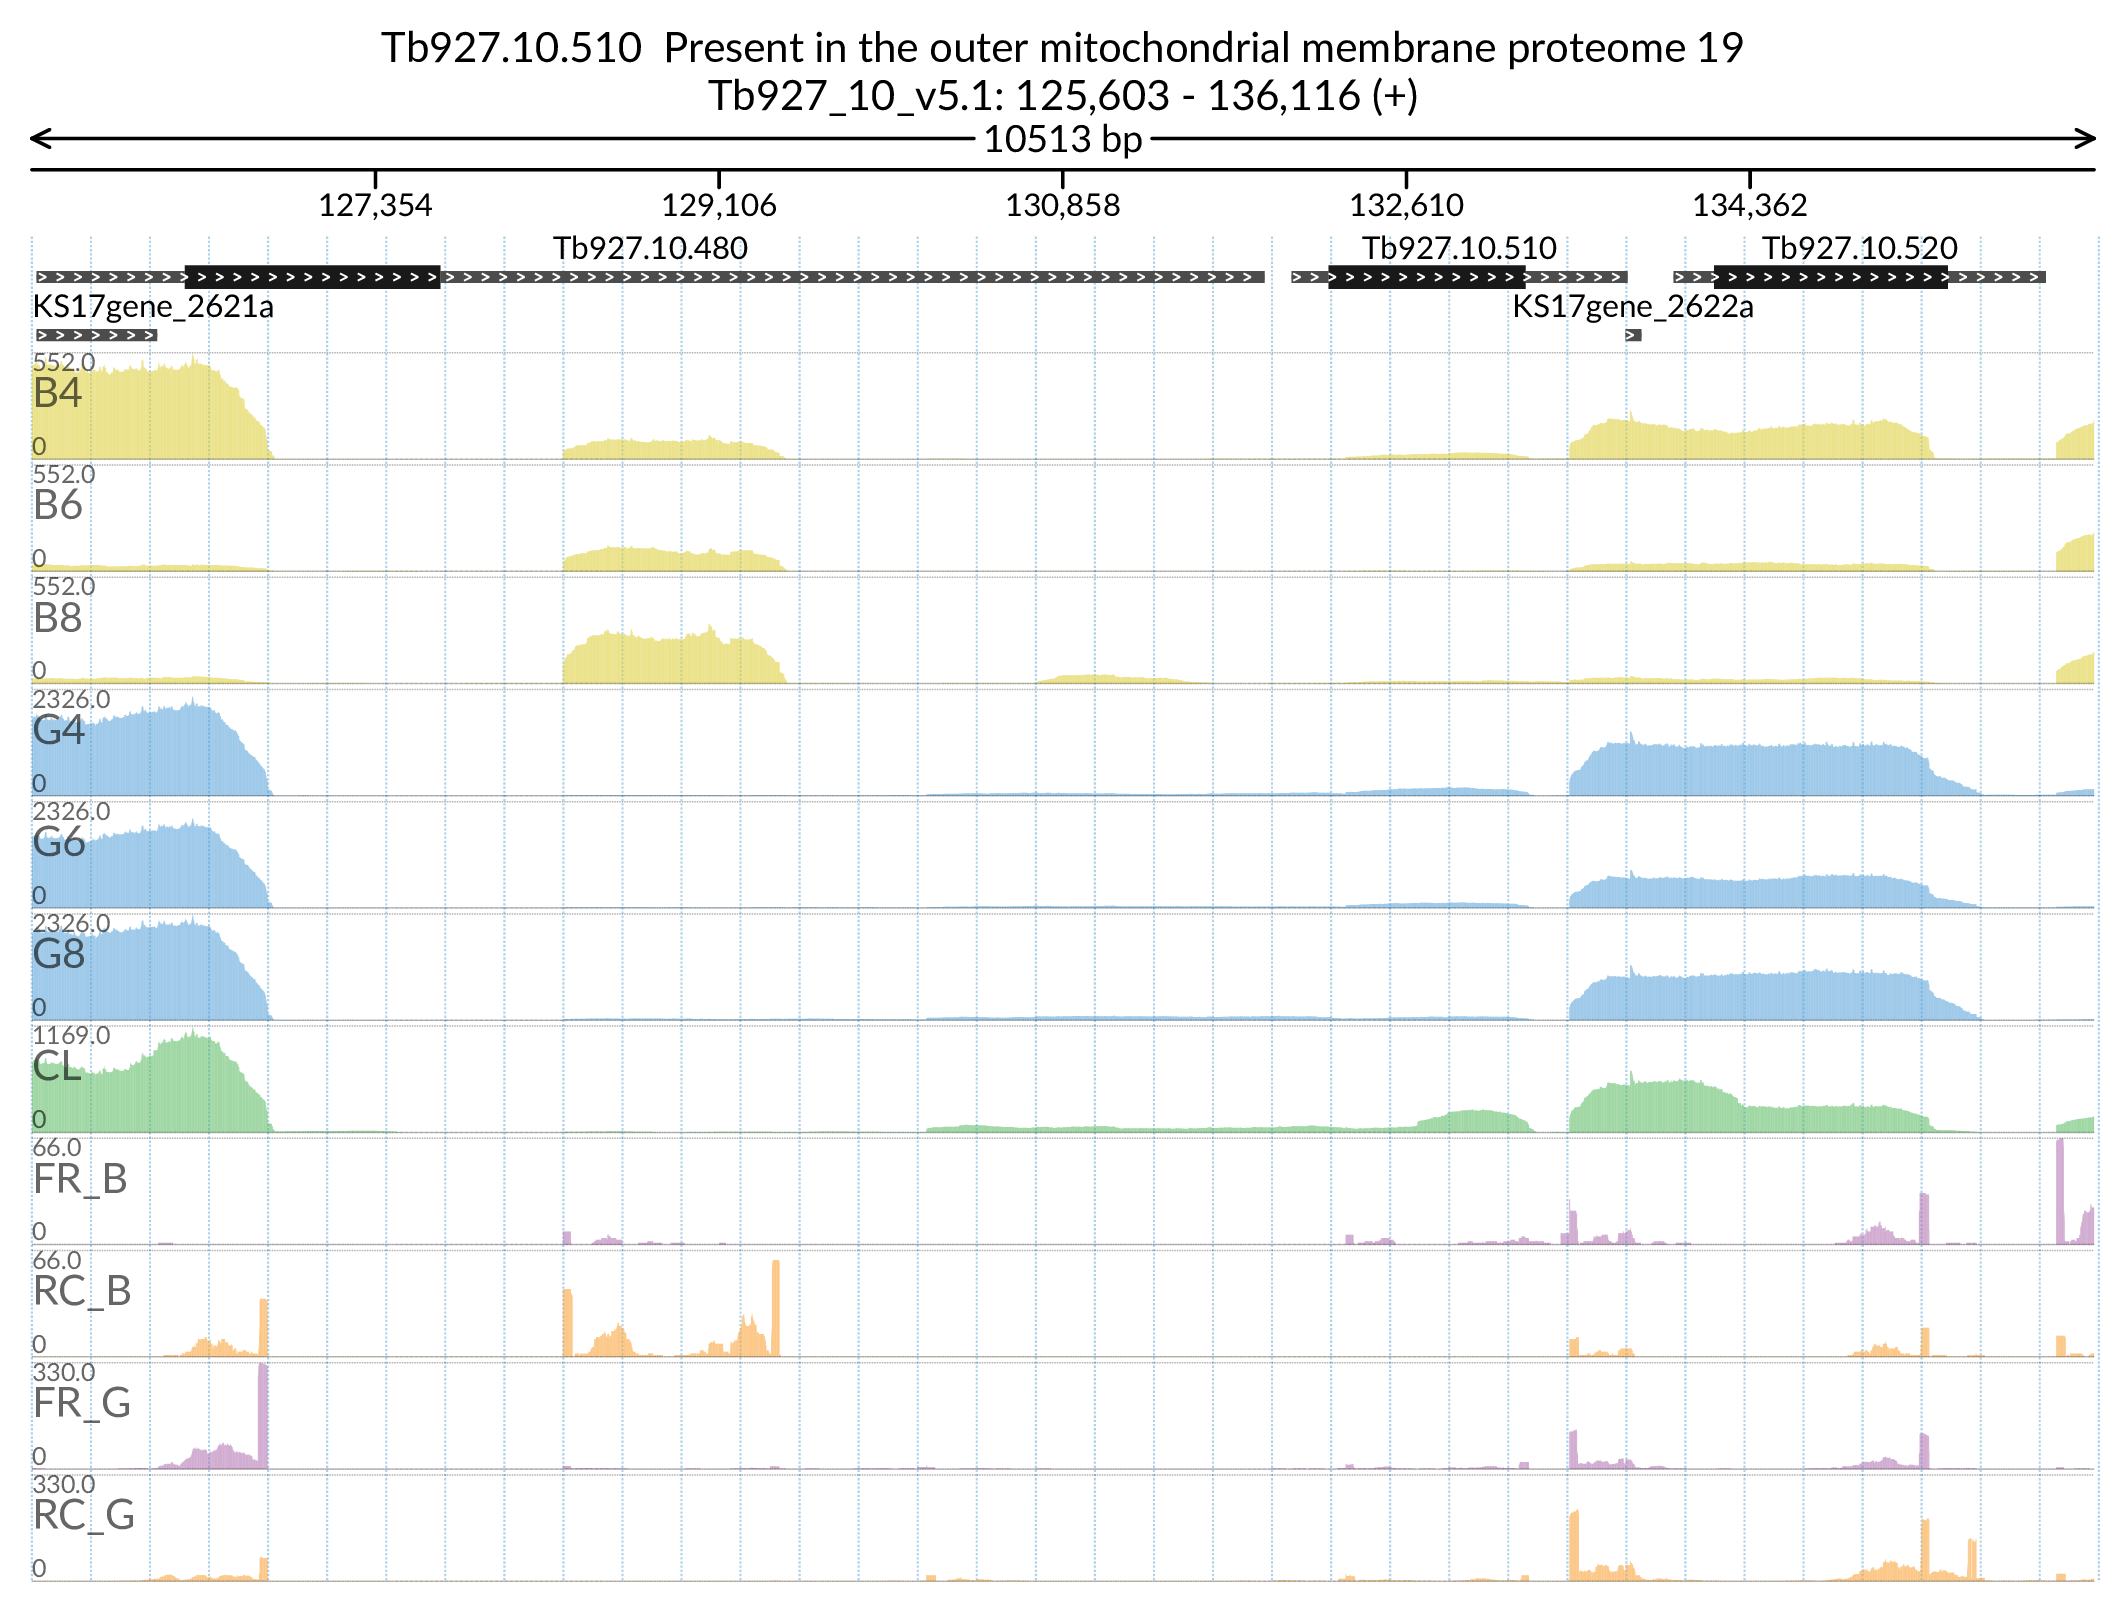 Tb927.10.510 Present in the outer mitochondrial membrane proteome 19
Tb927_10_v5.1: 125,603 - 136,116 (+)
10513 bp
127,354 129,106 130,858 132,610 134,362
Tb927.10.480 Tb927.10.510 Tb927.10.520
KS17gene_2621a KS17gene_2622a
552.0
B4
0
552.0
B6
0
552.0
B8
0
2326.0
G4
0
2326.0
G6
0
2326.0
G8
0
1169.0
CL
0
66.0
FR_B
0
66.0
RC_B
0
330.0
FR_G
0
330.0
RC_G
0